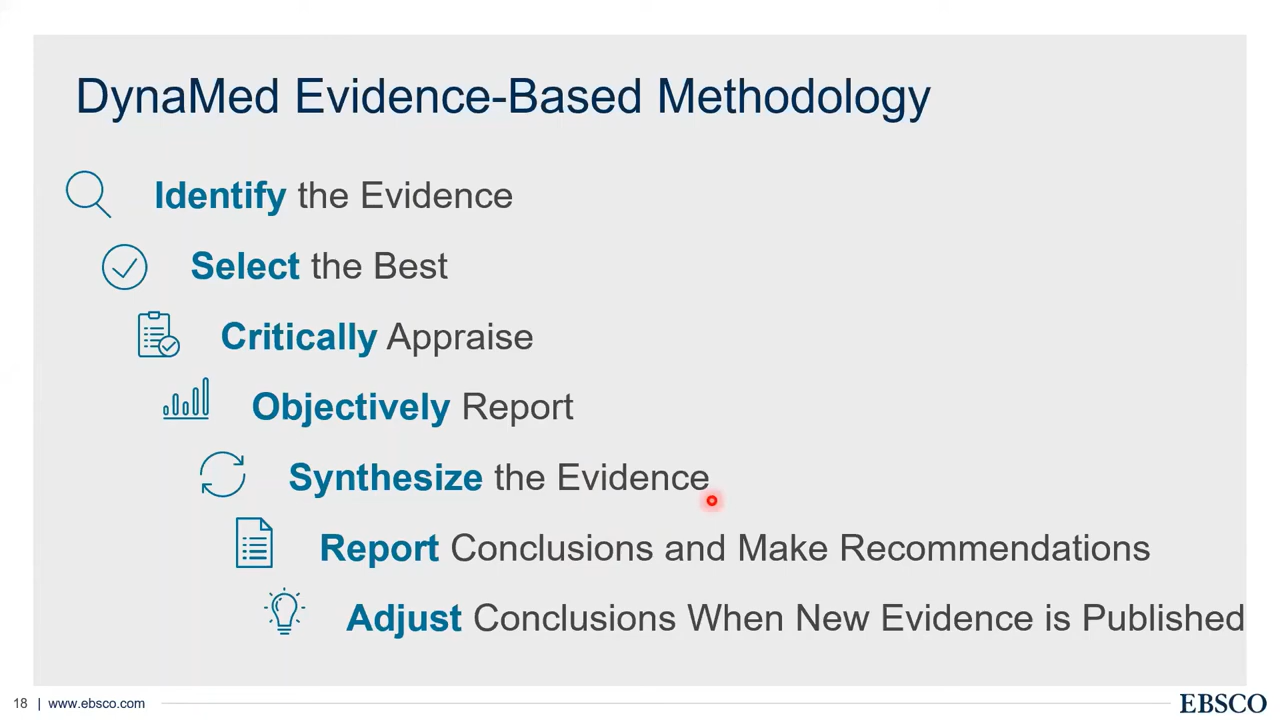 DynaMed Evidence-Based Methodology
Identify the Evidence
Select the Best
Critically Appraise
Objectively Report
Synthesize the Evidence
Report Conclusions and Make Recommendations
Adjust Conclusions When New Evidence is Published
18 | www.ebsco.com
EBSCO